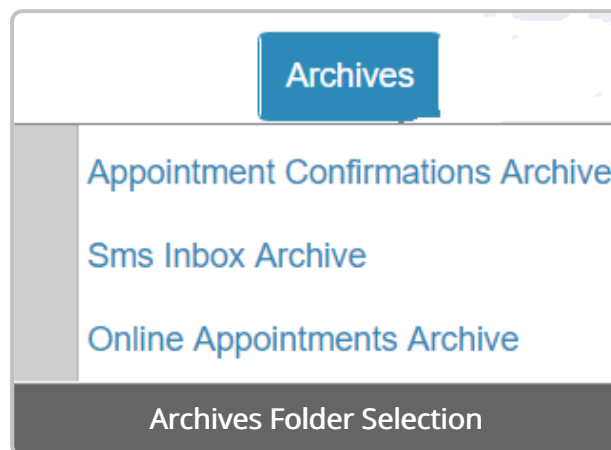 Archives
Appointment Confirmations Archive
Sms Inbox Archive
Online Appointments Archive
Archives Folder Selection